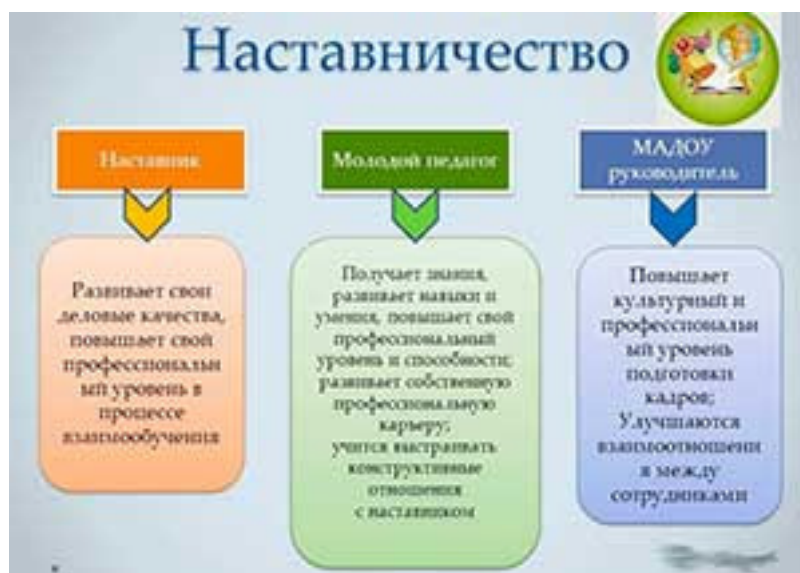 Наставничество
Наставник
Развивает свои
деловые качества,
повышает свой
профессиональн
ый уровень в
процессе
взаимообучения
Молодой педагог
Получает знания,
развивает навыки и
умения, повышает свой
профессиональный
уровень и способности;
развивает собственную
профессиональную
карьеру;
учится выстраивать
конструктивные
отношения
с наставником
МАДОУ
руководитель
Повышает
культурный и
профессиональн
ый уровень
подготовки
кадров;
Улучшаются
взаимоотношени
я между
сотрудниками